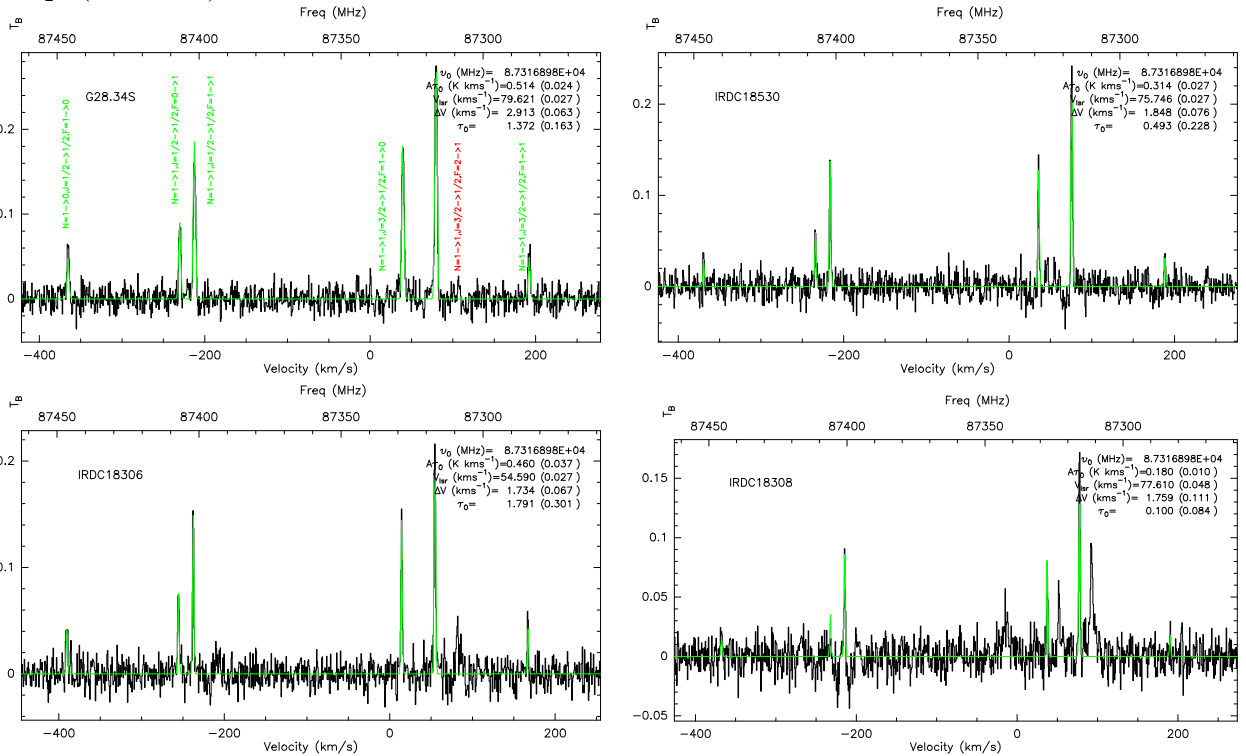 Freq (MHz)
87450 87400 87350 87300
T_B
G28.34S
υ₀ (MHz)= 8.7316898E+04
Aτ₀ (K kms⁻¹)=0.514 (0.024 )
V_lsr (kms⁻¹)=79.621 (0.027 )
ΔV (kms⁻¹)= 2.913 (0.063 )
τ₀= 1.372 (0.163 )
N=1->0,J=1/2->1/2,F=1->0
N=1->1,J=1/2->1/2,F=0->1
N=1->1,J=1/2->1/2,F=1->1
N=1->1,J=3/2->1/2,F=1->0
N=1->1,J=3/2->1/2,F=2->1
N=1->1,J=3/2->1/2,F=1->1
0.2
0.1
0
−400 −200 0 200
Velocity (km/s)
Freq (MHz)
87450 87400 87350 87300
T_B
IRDC18530
υ₀ (MHz)= 8.7316898E+04
Aτ₀ (K kms⁻¹)=0.314 (0.027 )
V_lsr (kms⁻¹)=75.746 (0.027 )
ΔV (kms⁻¹)= 1.848 (0.076 )
τ₀= 0.493 (0.228 )
0.2
0.1
0
−400 −200 0 200
Velocity (km/s)
Freq (MHz)
87450 87400 87350 87300
T_B
IRDC18306
υ₀ (MHz)= 8.7316898E+04
Aτ₀ (K kms⁻¹)=0.460 (0.037 )
V_lsr (kms⁻¹)=54.590 (0.027 )
ΔV (kms⁻¹)= 1.734 (0.067 )
τ₀= 1.791 (0.301 )
0.2
0.1
0
−400 −200 0 200
Velocity (km/s)
Freq (MHz)
87450 87400 87350 87300
T_B
IRDC18308
υ₀ (MHz)= 8.7316898E+04
Aτ₀ (K kms⁻¹)=0.180 (0.010 )
V_lsr (kms⁻¹)=77.610 (0.048 )
ΔV (kms⁻¹)= 1.759 (0.111 )
τ₀= 0.100 (0.084 )
0.15
0.1
0.05
0
−0.05
−400 −200 0 200
Velocity (km/s)